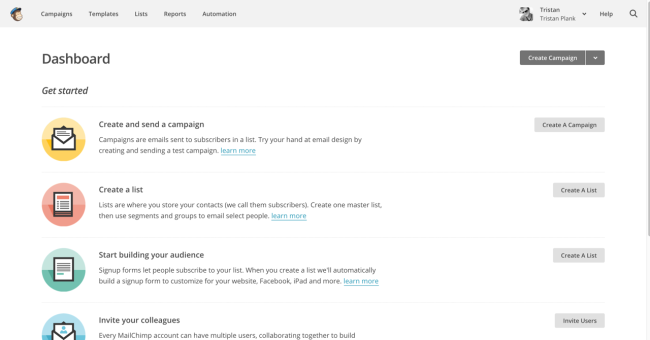 Campaigns Templates Lists Reports Automation
Tristan
Tristan Plank
Help
Dashboard
Create Campaign
Get started
Create and send a campaign
Campaigns are emails sent to subscribers in a list. Try your hand at email design by
creating and sending a test campaign. learn more
Create A Campaign
Create a list
Lists are where you store your contacts (we call them subscribers). Create one master list,
then use segments and groups to email select people. learn more
Create A List
Start building your audience
Signup forms let people subscribe to your list. When you create a list we'll automatically
build a signup form to customize for your website, Facebook, iPad and more. learn more
Create A List
Invite your colleagues
Every MailChimp account can have multiple users, collaborating together to build
Invite Users